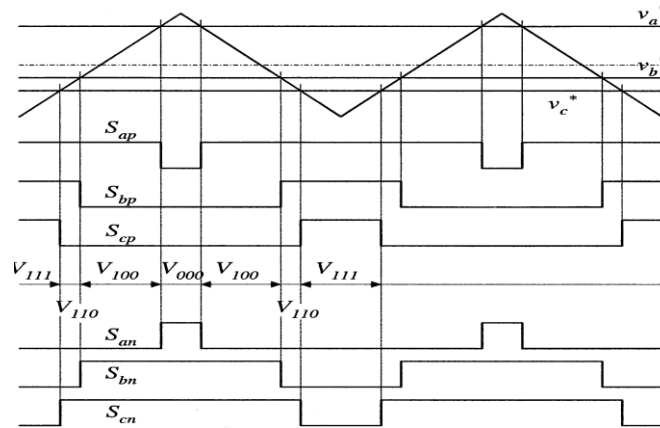 v_a*
v_b*
v_c*
S_ap
S_bp
S_cp
V_111 V_100 V_000 V_100 V_111
V_110 V_110
S_an
S_bn
S_cn